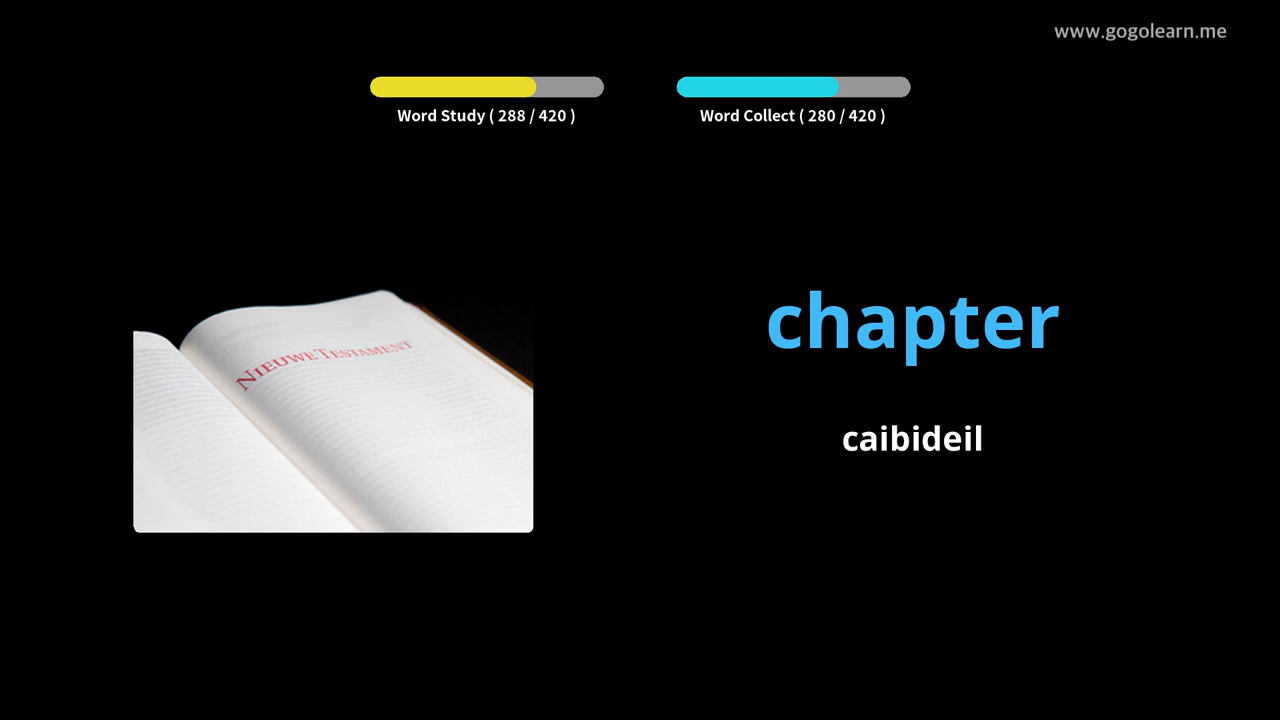 www.gogolearn.me
Word Study ( 288 / 420 )
Word Collect ( 280 / 420 )
NIEUWE TESTAMENT
chapter
caibideil